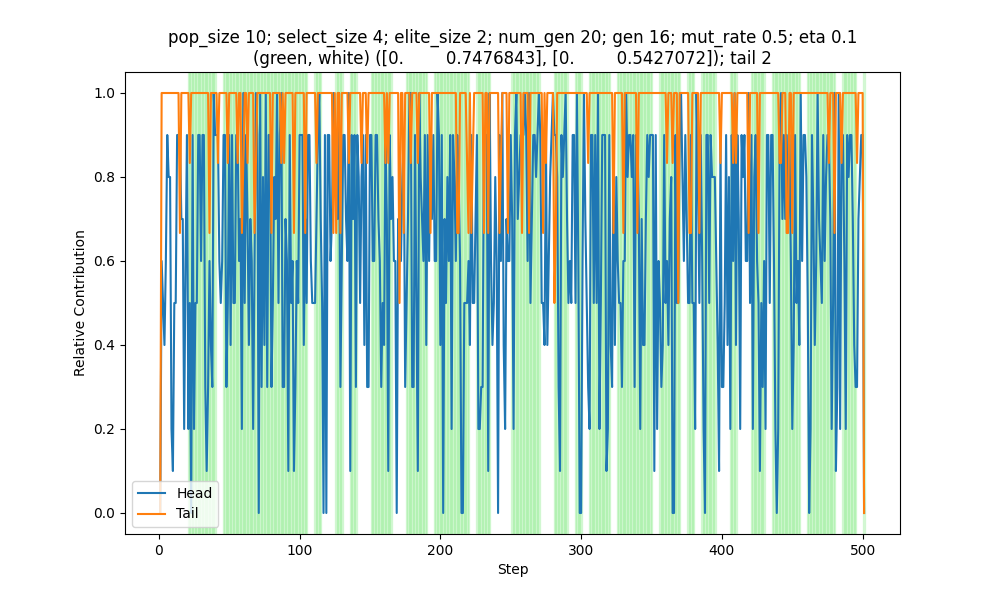 pop_size 10; select_size 4; elite_size 2; num_gen 20; gen 16; mut_rate 0.5; eta 0.1
(green, white) ([0.        0.7476843], [0.        0.5427072]); tail 2
1.0
0.8
0.6
0.4
0.2
0.0
Relative Contribution
Head
Tail
0 100 200 300 400 500
Step